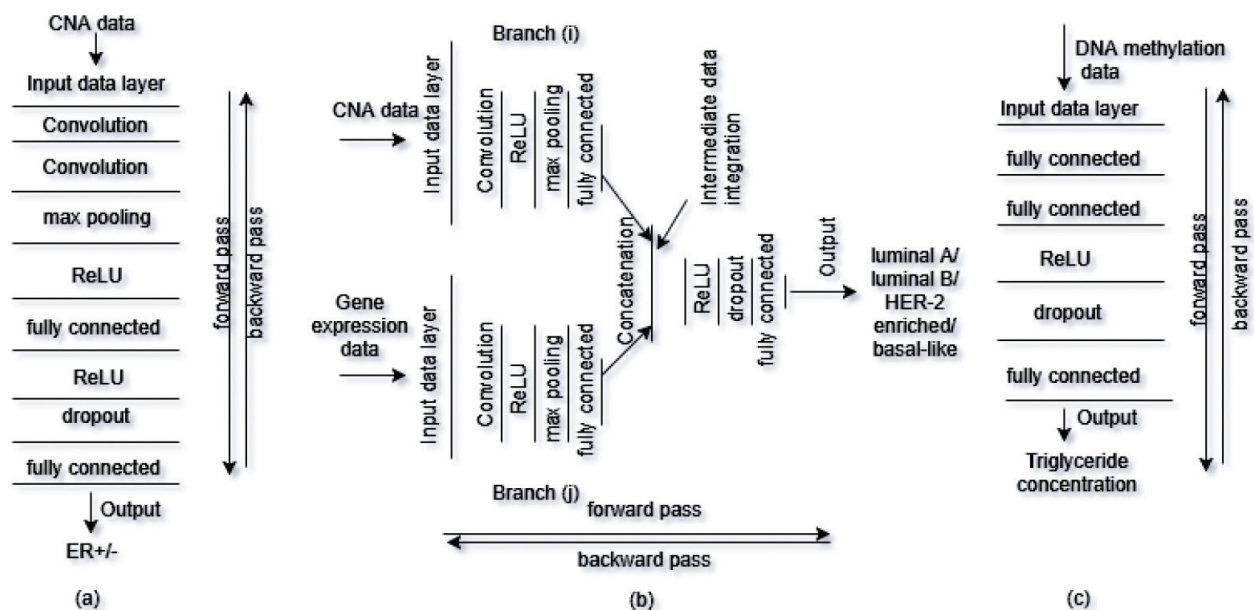 CNA data
Input data layer
Convolution
Convolution
max pooling
ReLU
fully connected
ReLU
dropout
fully connected
Output
ER+/-
forward pass
backward pass
(a)
Branch (i)
CNA data
Input data layer
Convolution
ReLU
max pooling
fully connected
Gene
expression
data
Input data layer
Convolution
ReLU
max pooling
fully connected
Branch (j)
Concatenation
Intermediate data
integration
ReLU
dropout
fully connected
Output
luminal A/
luminal B/
HER-2
enriched/
basal-like
forward pass
backward pass
(b)
DNA methylation
data
Input data layer
fully connected
fully connected
ReLU
dropout
fully connected
Output
Triglyceride
concentration
forward pass
backward pass
(c)